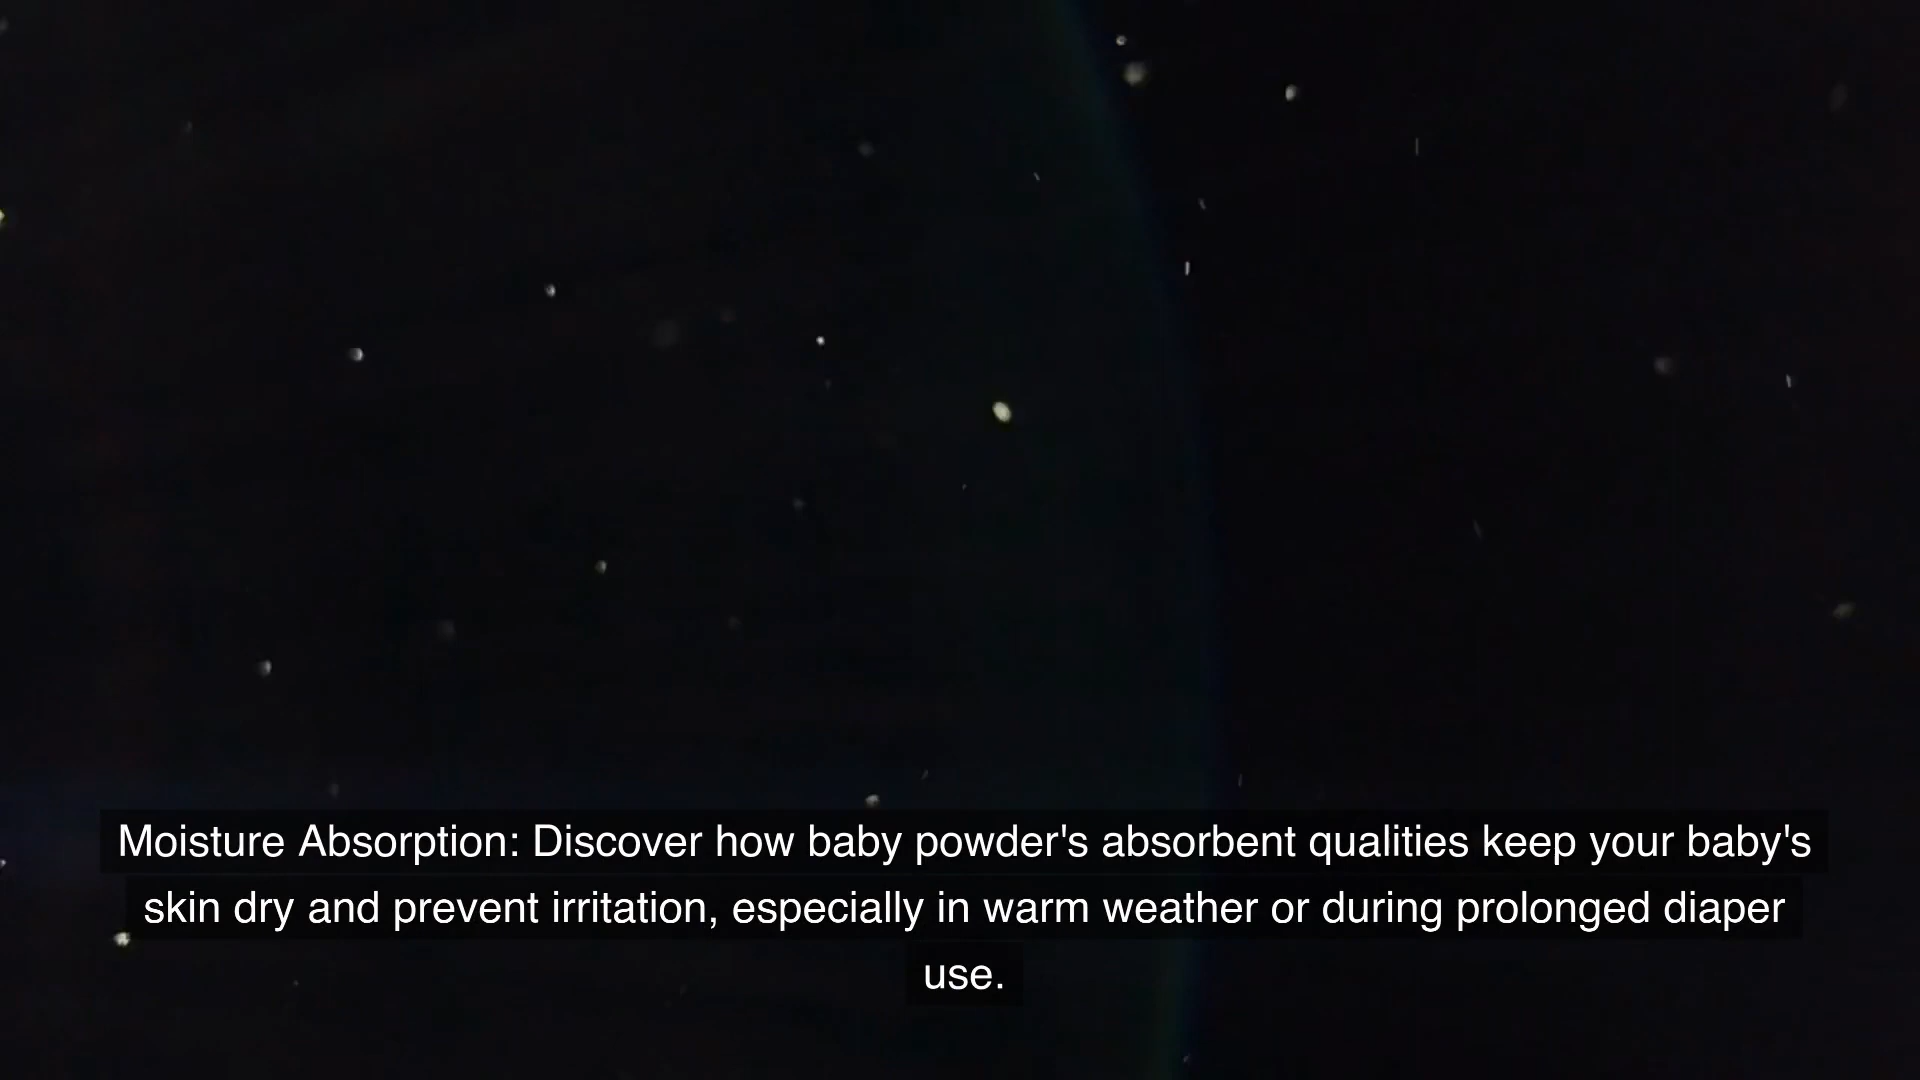 Moisture Absorption: Discover how baby powder's absorbent qualities keep your baby's
skin dry and prevent irritation, especially in warm weather or during prolonged diaper
use.